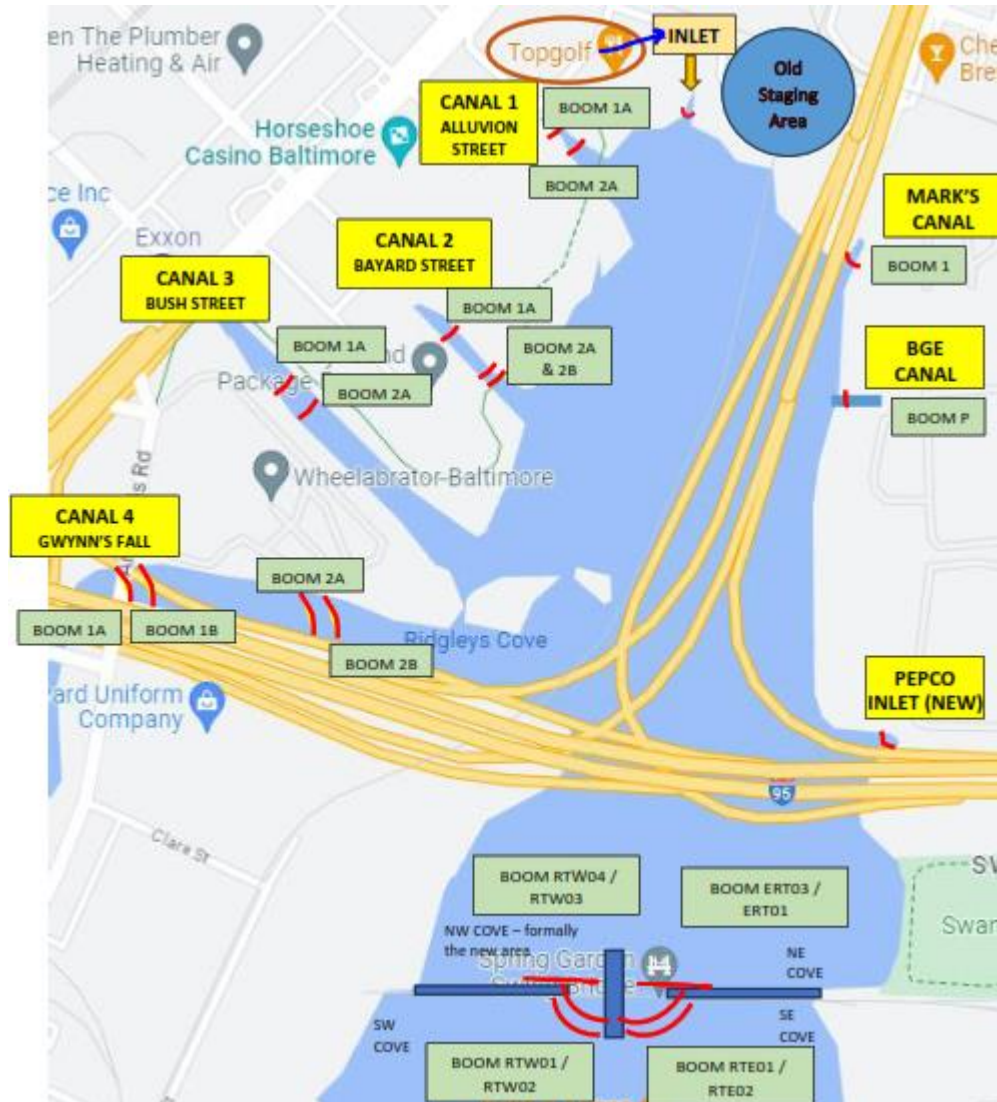 en The Plumber
Heating & Air
Topgolf
INLET
Che
Bre
Old
Staging
Area
CANAL 1
ALLUVION
STREET
BOOM 1A
Horseshoe
Casino Baltimore
BOOM 2A
ce Inc
MARK'S
CANAL
BOOM 1
Exxon
CANAL 2
BAYARD STREET
CANAL 3
BUSH STREET
BOOM 1A
BOOM 1A
BOOM 2A
& 2B
nd
Package
BOOM 2A
BGE
CANAL
BOOM P
Wheelabrator-Baltimore
s Rd
CANAL 4
GWYNN'S FALL
BOOM 2A
BOOM 1A
BOOM 1B
Ridgleys Cove
BOOM 2B
ard Uniform
Company
PEPCO
INLET (NEW)
95
Clare St
BOOM RTW04 /
RTW03
BOOM ERT03 /
ERT01
SW
Swan
NW COVE – formally
the new area
Spring Garden
NE
COVE
SW
COVE
SE
COVE
BOOM RTW01 /
RTW02
BOOM RTE01 /
RTE02